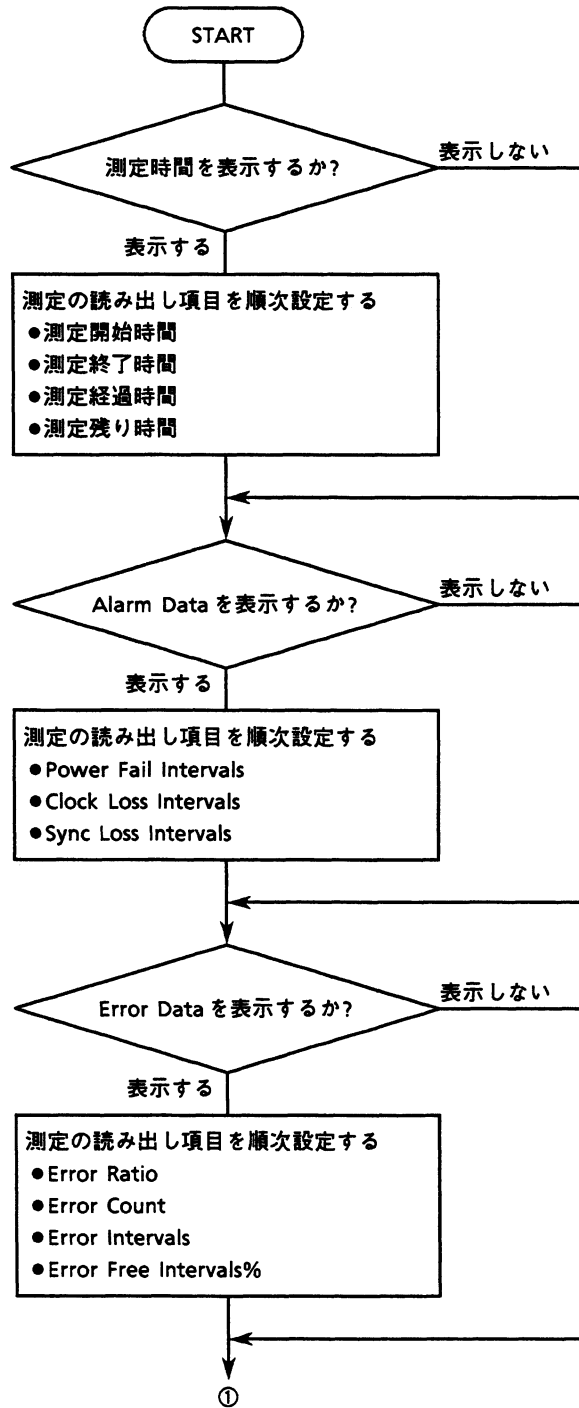 START
測定時間を表示するか?
表示しない
表示する
測定の読み出し項目を順次設定する
●測定開始時間
●測定終了時間
●測定経過時間
●測定残り時間
Alarm Data を表示するか?
表示しない
表示する
測定の読み出し項目を順次設定する
●Power Fail Intervals
●Clock Loss Intervals
●Sync Loss Intervals
Error Data を表示するか?
表示しない
表示する
測定の読み出し項目を順次設定する
●Error Ratio
●Error Count
●Error Intervals
●Error Free Intervals%
①